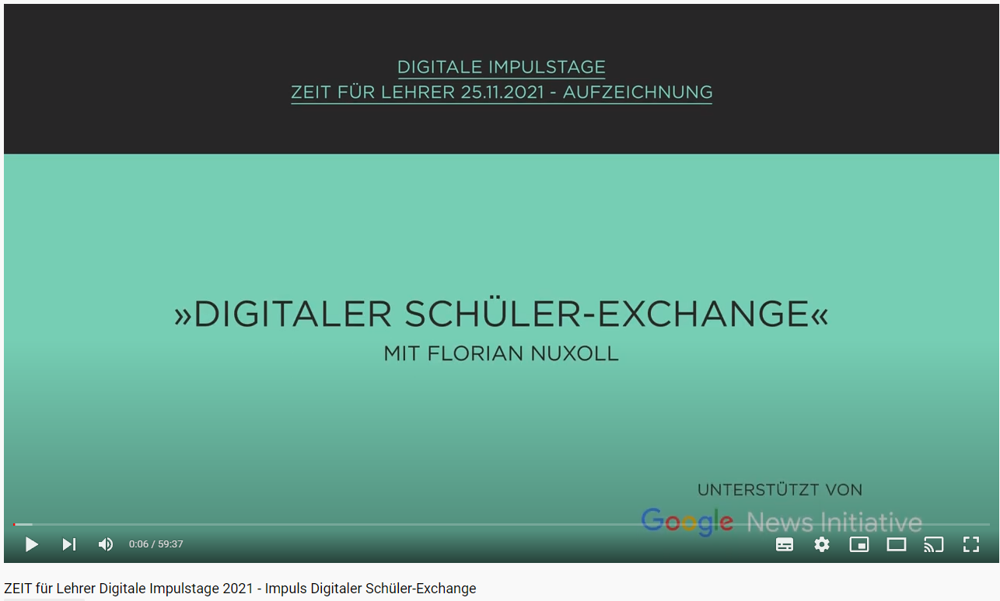 DIGITALE IMPULSTAGE
ZEIT FÜR LEHRER 25.11.2021 - AUFZEICHNUNG
»DIGITALER SCHÜLER-EXCHANGE«
MIT FLORIAN NUXOLL
UNTERSTÜTZT VON
Google News Initiative
0:06 / 59:37
ZEIT für Lehrer Digitale Impulstage 2021 - Impuls Digitaler Schüler-Exchange